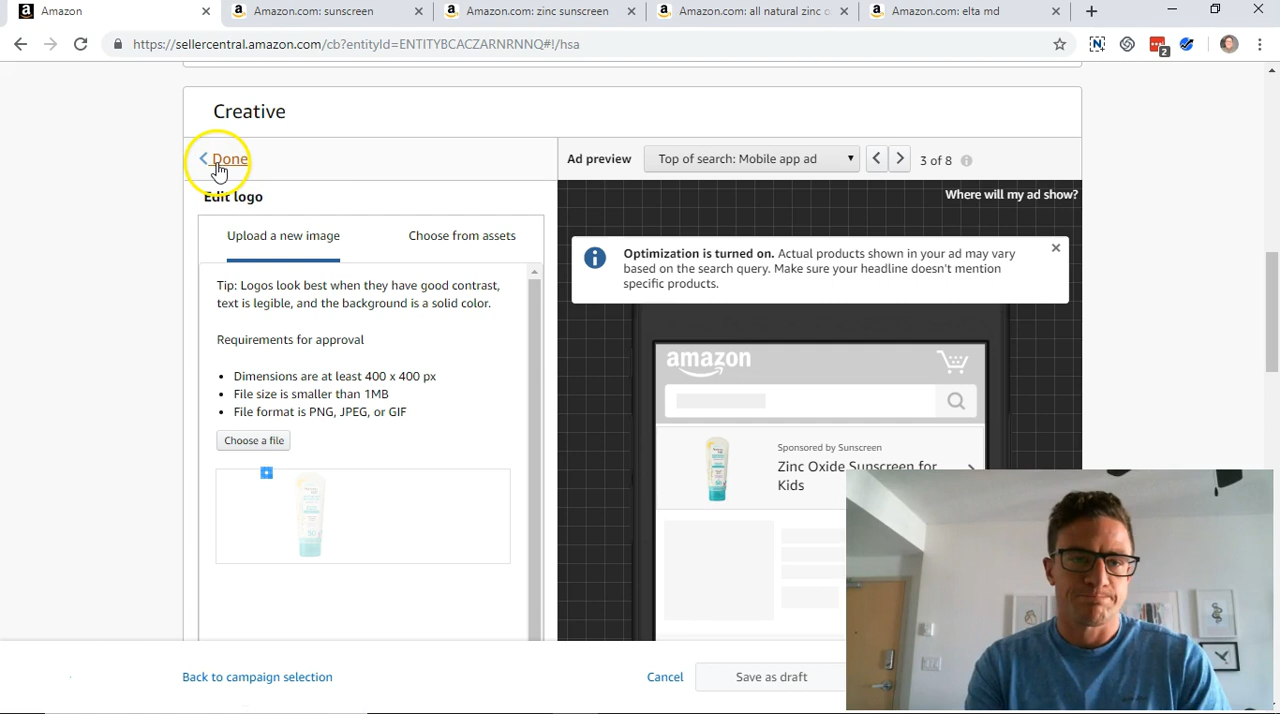 Amazon
Amazon.com: sunscreen
Amazon.com: zinc sunscreen
Amazon.com: all natural zinc o
Amazon.com: elta md
https://sellercentral.amazon.com/cb?entityId=ENTITYBCACZARNRNNQ#!/hsa
2
Creative
Done
Edit logo
Upload a new image
Choose from assets
Tip: Logos look best when they have good contrast,
text is legible, and the background is a solid color.
Requirements for approval
• Dimensions are at least 400 x 400 px
• File size is smaller than 1MB
• File format is PNG, JPEG, or GIF
Choose a file
Ad preview
Top of search: Mobile app ad
3 of 8
Where will my ad show?
Optimization is turned on. Actual products shown in your ad may vary
based on the search query. Make sure your headline doesn't mention
specific products.
amazon
Sponsored by Sunscreen
Zinc Oxide Sunscreen for
Kids
Back to campaign selection
Cancel
Save as draft